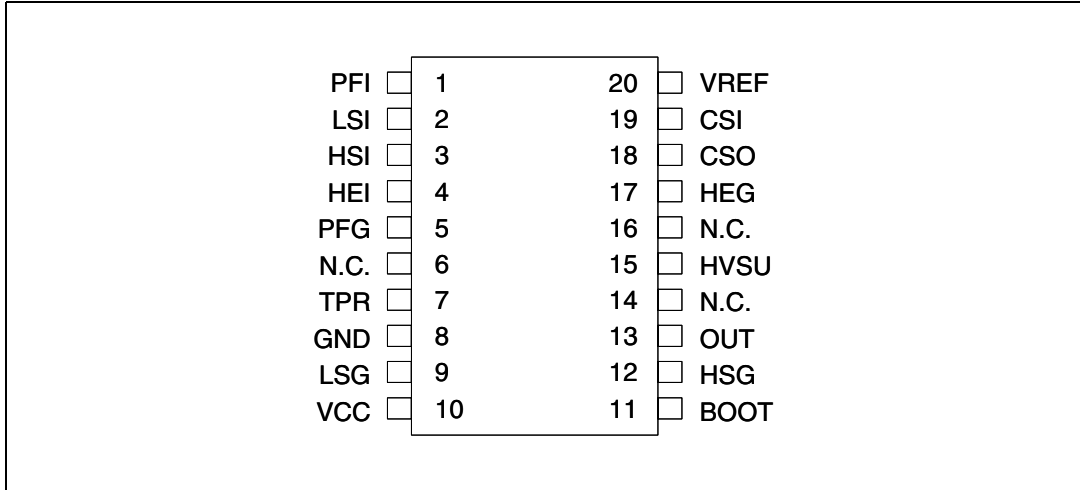 PFI 1 20 VREF
LSI 2 19 CSI
HSI 3 18 CSO
HEI 4 17 HEG
PFG 5 16 N.C.
N.C. 6 15 HVSU
TPR 7 14 N.C.
GND 8 13 OUT
LSG 9 12 HSG
VCC 10 11 BOOT